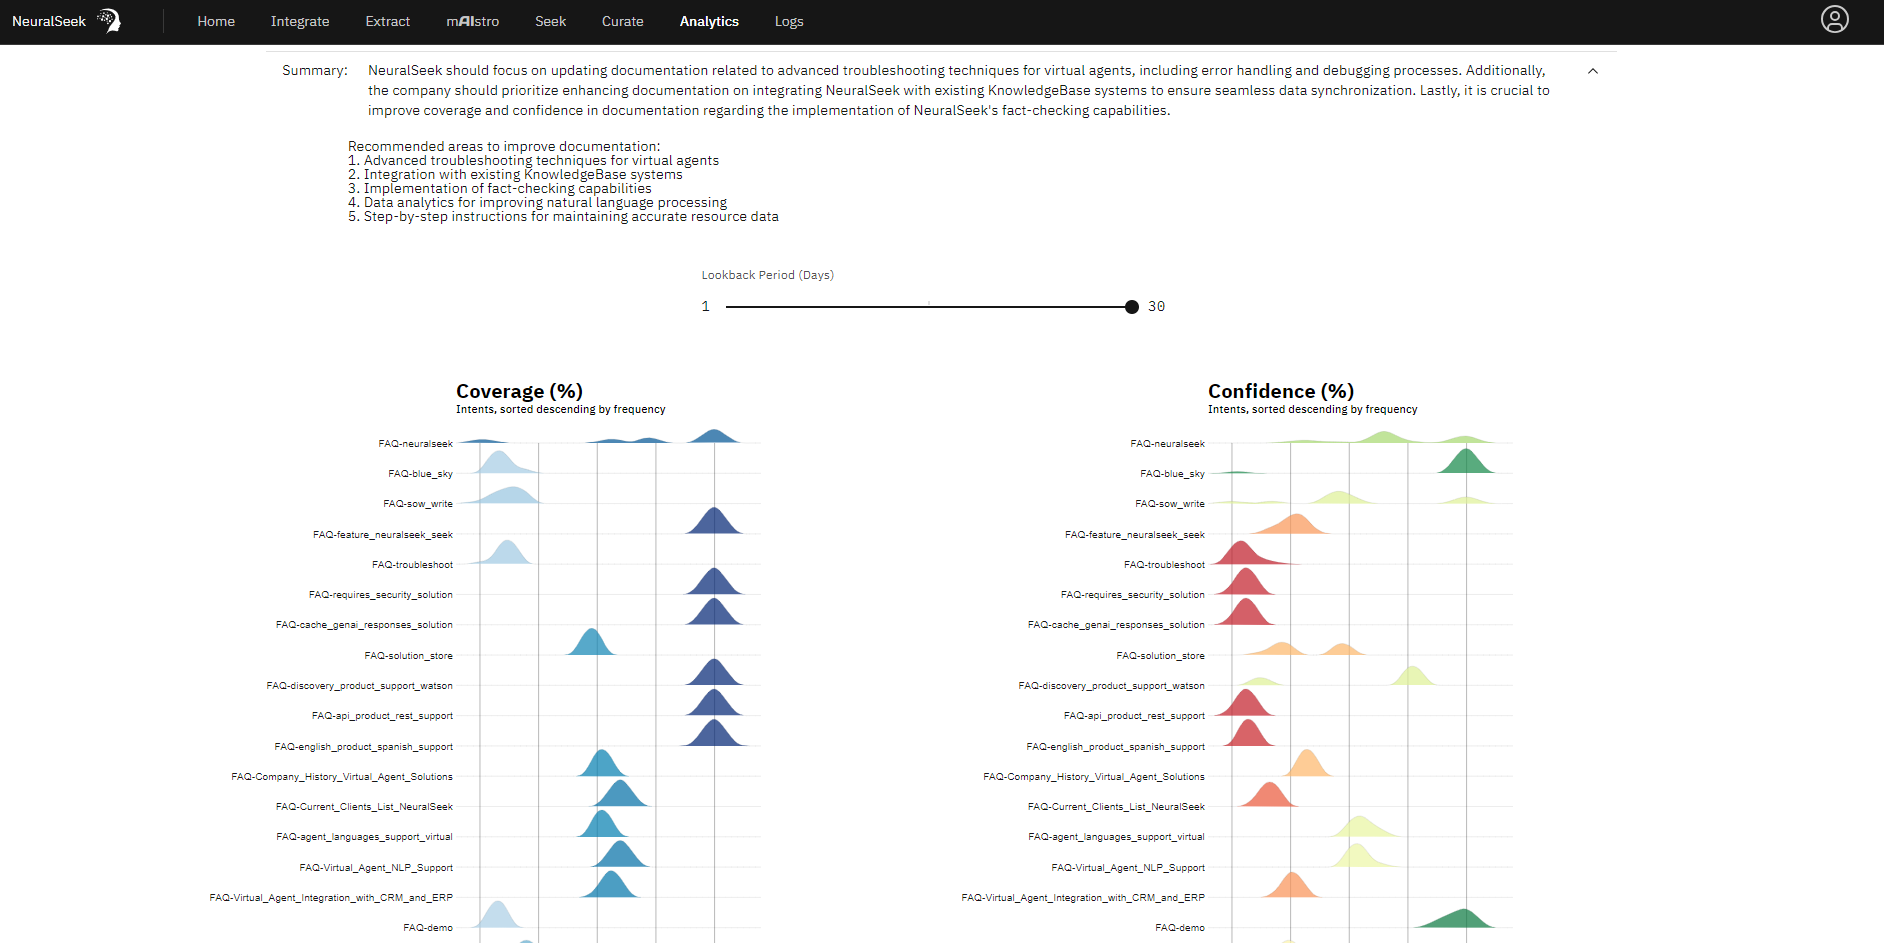 NeuralSeek Home Integrate Extract mAIstro Seek Curate Analytics Logs
Summary: NeuralSeek should focus on updating documentation related to advanced troubleshooting techniques for virtual agents, including error handling and debugging processes. Additionally,
the company should prioritize enhancing documentation on integrating NeuralSeek with existing KnowledgeBase systems to ensure seamless data synchronization. Lastly, it is crucial to
improve coverage and confidence in documentation regarding the implementation of NeuralSeek's fact-checking capabilities.
Recommended areas to improve documentation:
1. Advanced troubleshooting techniques for virtual agents
2. Integration with existing KnowledgeBase systems
3. Implementation of fact-checking capabilities
4. Data analytics for improving natural language processing
5. Step-by-step instructions for maintaining accurate resource data
Lookback Period (Days)
1 30
Coverage (%)
Intents, sorted descending by frequency
FAQ-neuralseek
FAQ-blue_sky
FAQ-sow_write
FAQ-feature_neuralseek_seek
FAQ-troubleshoot
FAQ-requires_security_solution
FAQ-cache_genai_responses_solution
FAQ-solution_store
FAQ-discovery_product_support_watson
FAQ-api_product_rest_support
FAQ-english_product_spanish_support
FAQ-Company_History_Virtual_Agent_Solutions
FAQ-Current_Clients_List_NeuralSeek
FAQ-agent_languages_support_virtual
FAQ-Virtual_Agent_NLP_Support
FAQ-Virtual_Agent_Integration_with_CRM_and_ERP
FAQ-demo
Confidence (%)
Intents, sorted descending by frequency
FAQ-neuralseek
FAQ-blue_sky
FAQ-sow_write
FAQ-feature_neuralseek_seek
FAQ-troubleshoot
FAQ-requires_security_solution
FAQ-cache_genai_responses_solution
FAQ-solution_store
FAQ-discovery_product_support_watson
FAQ-api_product_rest_support
FAQ-english_product_spanish_support
FAQ-Company_History_Virtual_Agent_Solutions
FAQ-Current_Clients_List_NeuralSeek
FAQ-agent_languages_support_virtual
FAQ-Virtual_Agent_NLP_Support
FAQ-Virtual_Agent_Integration_with_CRM_and_ERP
FAQ-demo